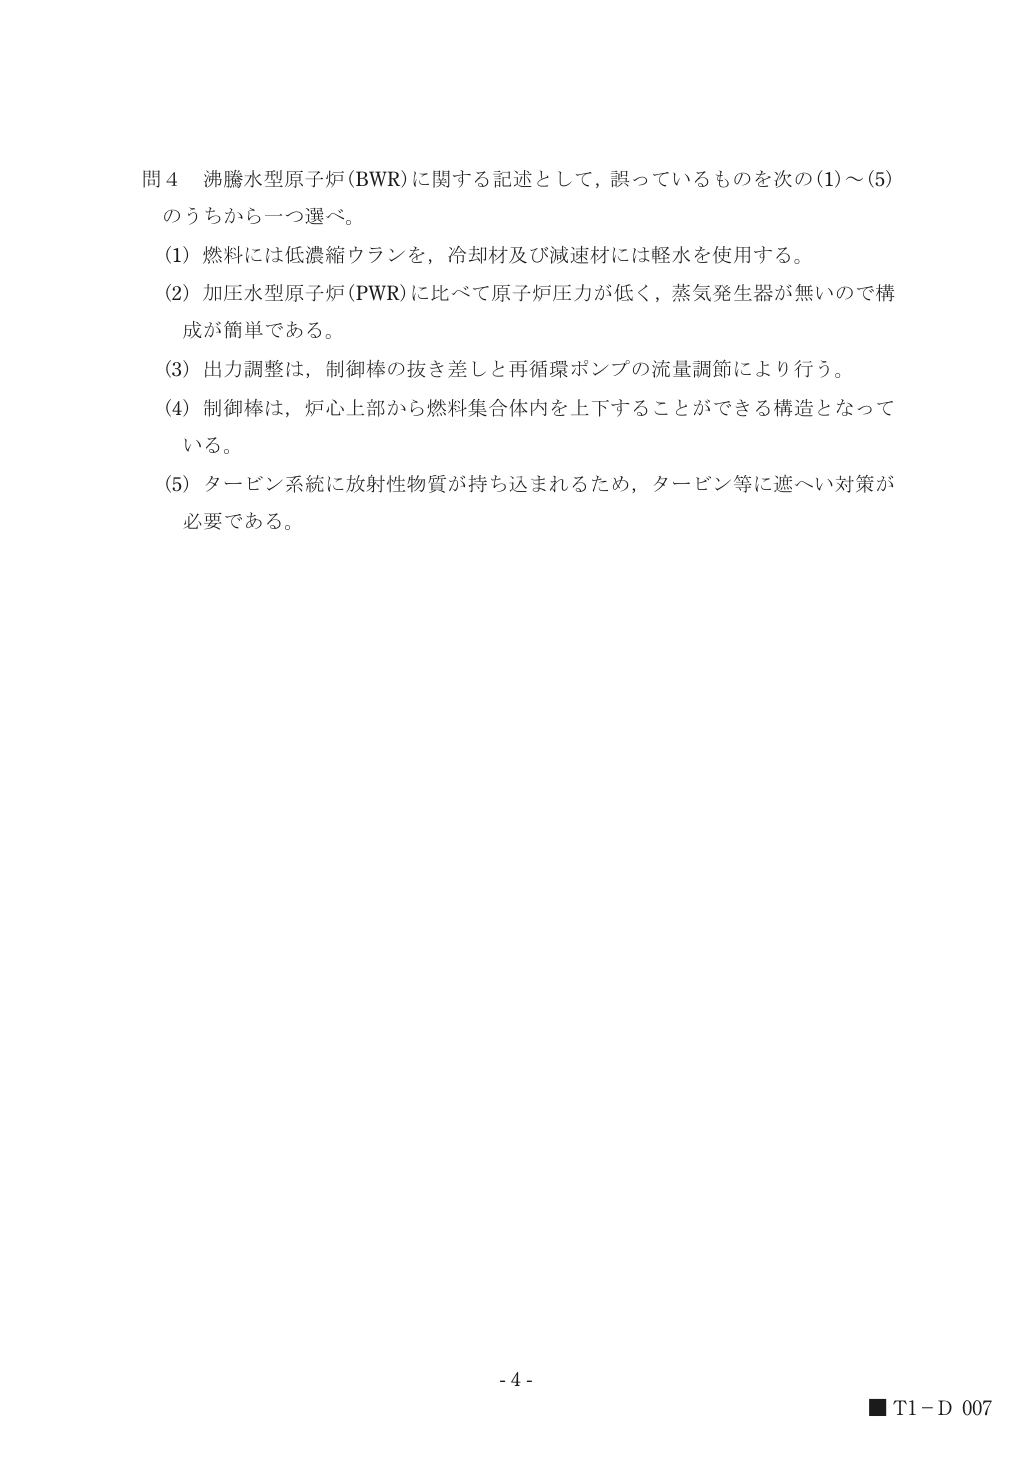 問4　沸騰水型原子炉(BWR)に関する記述として，誤っているものを次の(1)～(5)
のうちから一つ選べ。
(1) 燃料には低濃縮ウランを，冷却材及び減速材には軽水を使用する。
(2) 加圧水型原子炉(PWR)に比べて原子炉圧力が低く，蒸気発生器が無いので構
成が簡単である。
(3) 出力調整は，制御棒の抜き差しと再循環ポンプの流量調節により行う。
(4) 制御棒は，炉心上部から燃料集合体内を上下することができる構造となって
いる。
(5) タービン系統に放射性物質が持ち込まれるため，タービン等に遮へい対策が
必要である。
- 4 -
■ T1－D 007